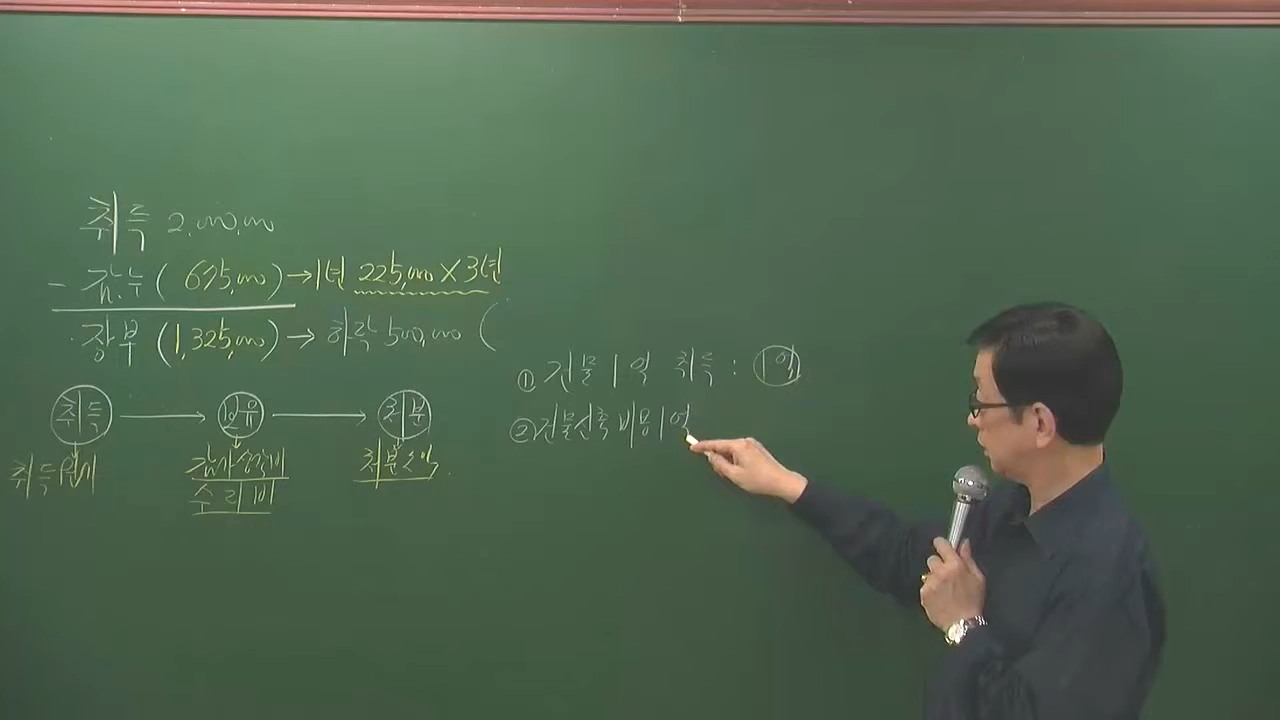 취득 2,000,000
- 감.누 ( 675,000 ) → 1년 225,000 × 3년
장부 ( 1,325,000 ) → 하락 500,000 (
취득 → 보유 → 처분
취득원가 감가상각비 처분손익.
수리비
① 건물 1억 취득 : 1억
② 건물신축비용 1억